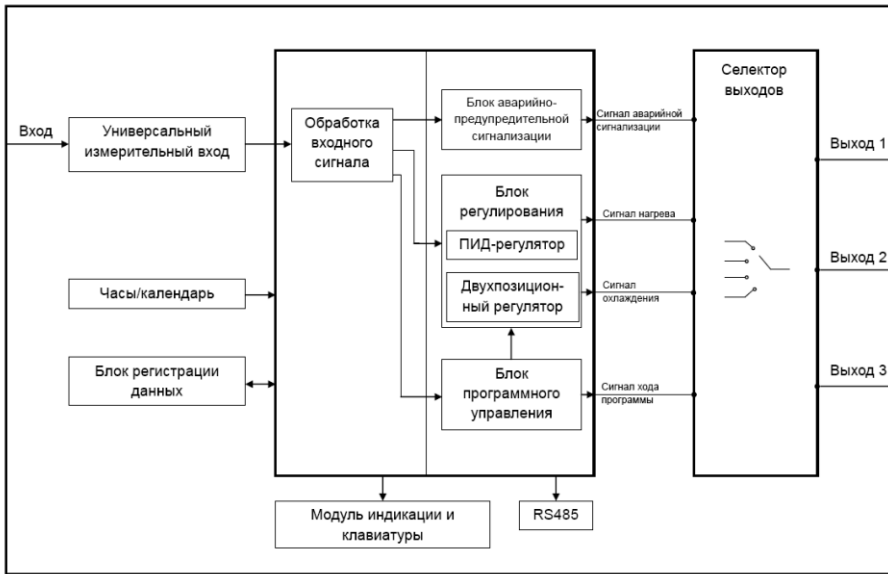 Вход
Универсальный
измерительный вход
Часы/календарь
Блок регистрации
данных
Обработка
входного
сигнала
Блок аварийно-
предупредительной
сигнализации
Блок
регулирования
ПИД-регулятор
Двухпозицион-
ный регулятор
Блок
программного
управления
Сигнал аварийной
сигнализации
Сигнал нагрева
Сигнал
охлаждения
Сигнал хода
программы
Селектор
выходов
Выход 1
Выход 2
Выход 3
Модуль индикации и
клавиатуры
RS485